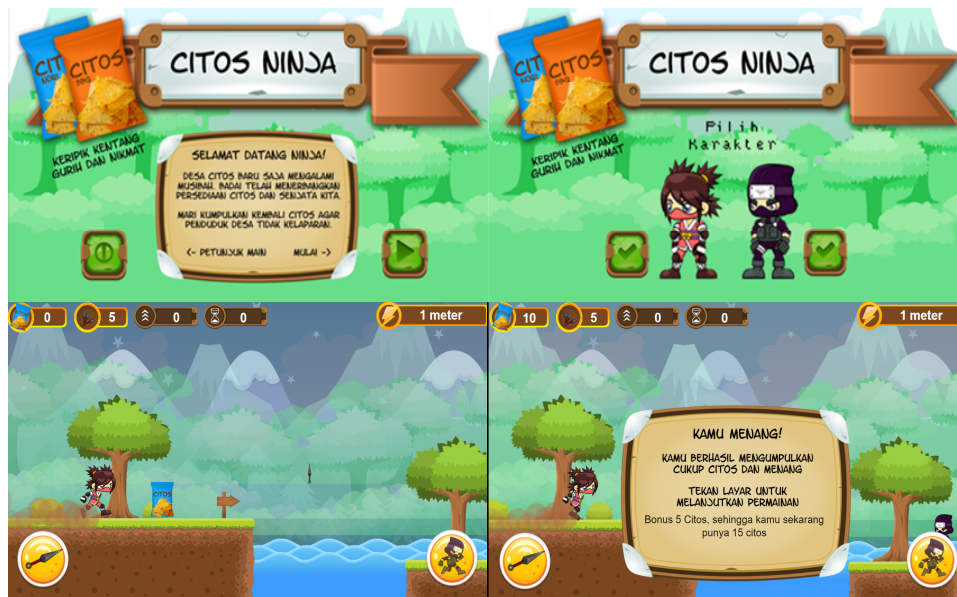 CITOS NINJA
CITOS
CITOS
BBQ
KERIPIK KENTANG
GURIH DAN NIKMAT
SELAMAT DATANG NINJA!
DESA CITOS BARU SAJA MENGALAMI
MUSIBAH. BADAI TELAH MENERBANGKAN
PERSEDIAAN CITOS DAN SENJATA KITA.
MARI KUMPULKAN KEMBALI CITOS AGAR
PENDUDUK DESA TIDAK KELAPARAN.
<- PETUNJUK MAIN MULAI ->
CITOS NINJA
CITOS
CITOS
BBQ
KERIPIK KENTANG
GURIH DAN NIKMAT
Pilih
Karakter
0 5 0 0 1 meter
CITOS
10 5 0 0 1 meter
KAMU MENANG!
KAMU BERHASIL MENGUMPULKAN
CUKUP CITOS DAN MENANG
TEKAN LAYAR UNTUK
MELANJUTKAN PERMAINAN
Bonus 5 Citos, sehingga kamu sekarang
punya 15 citos